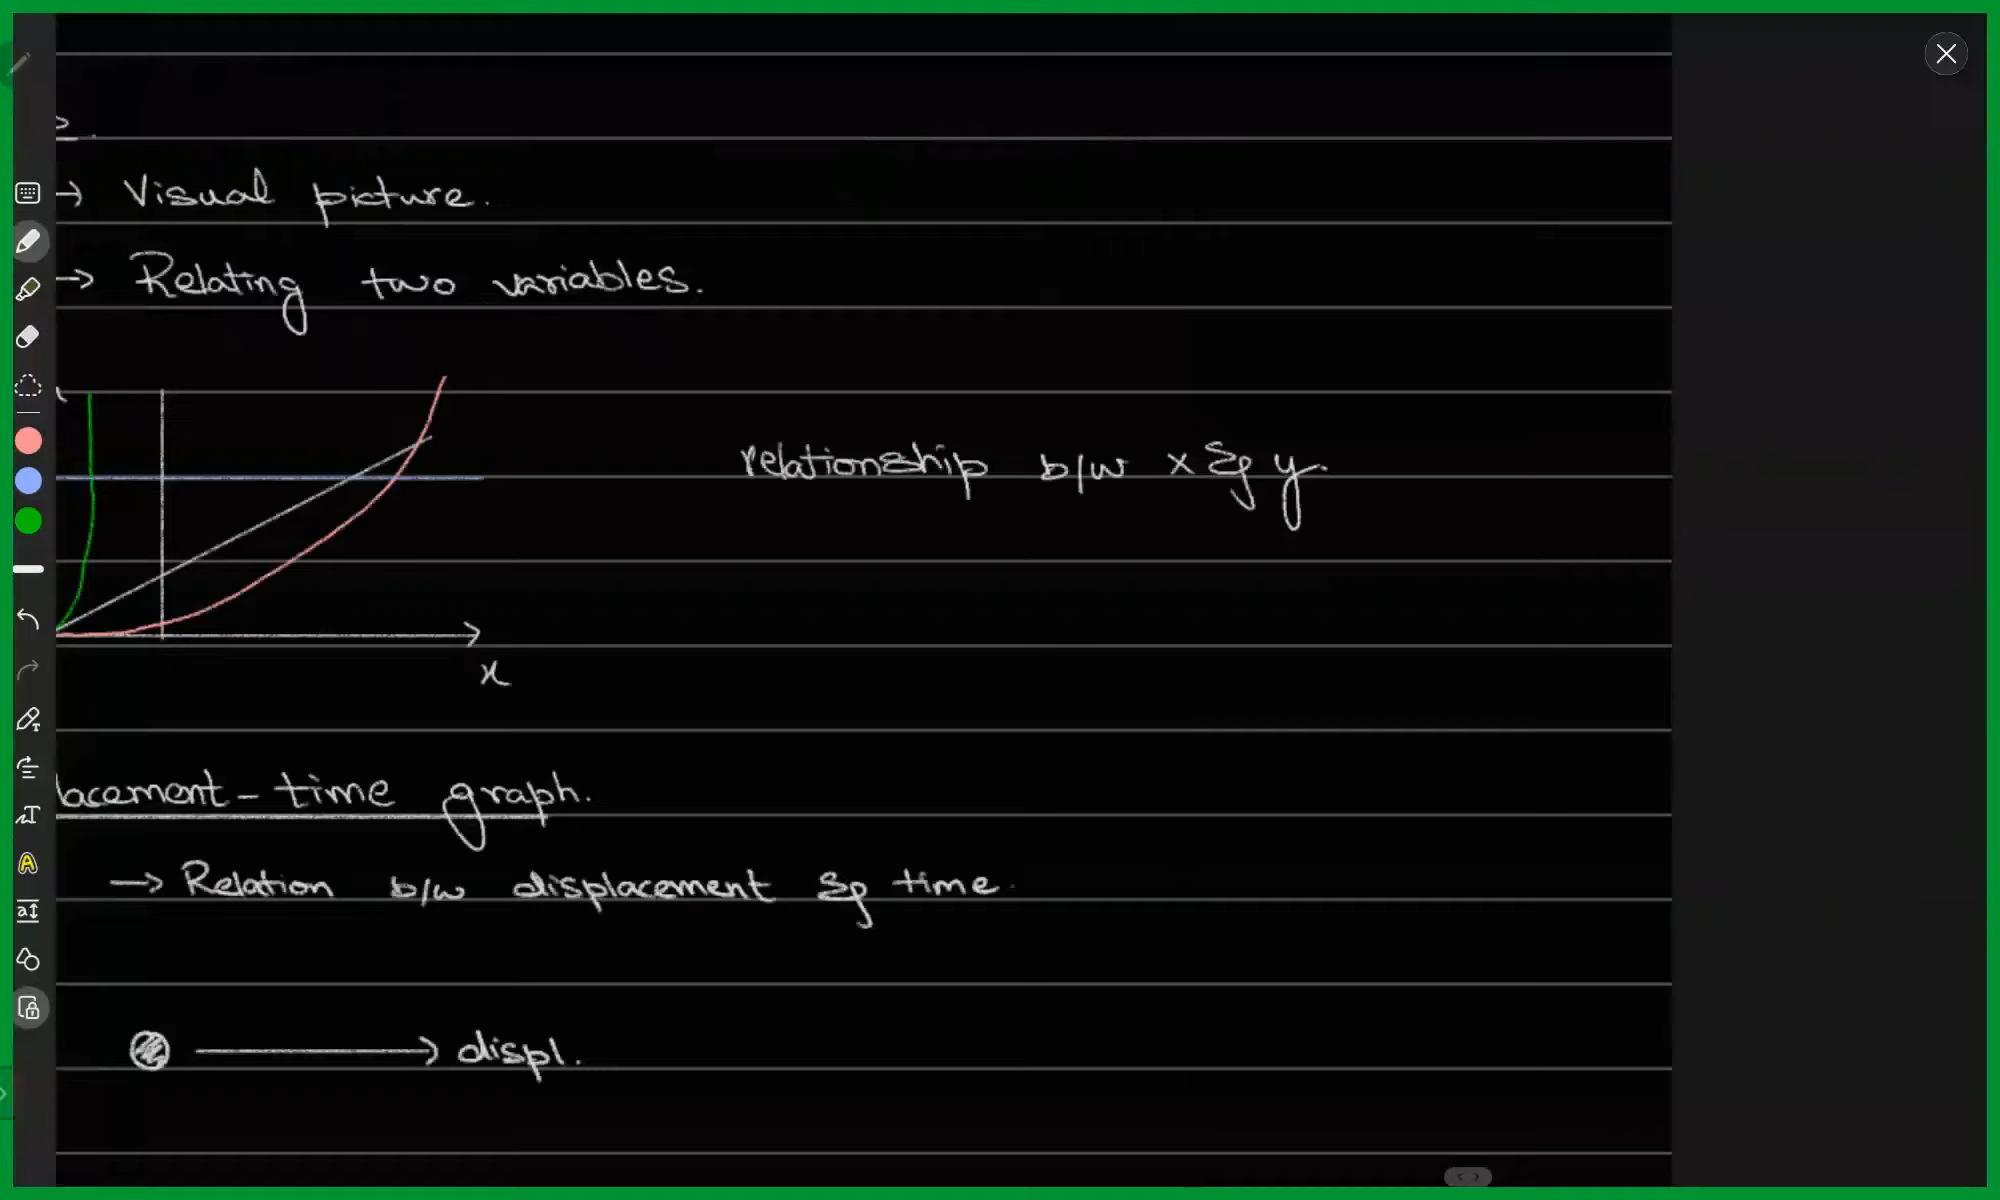 → Visual picture.
→ Relating two variables.
relationship b/w x & y.
x
lacement-time graph.
→ Relation b/w displacement & time.
→ displ.